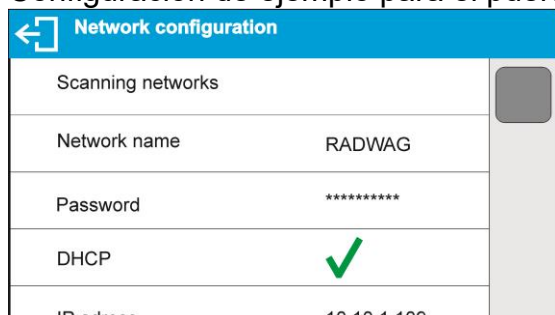 Network configuration
Scanning networks
Network name RADWAG
Password **********
DHCP